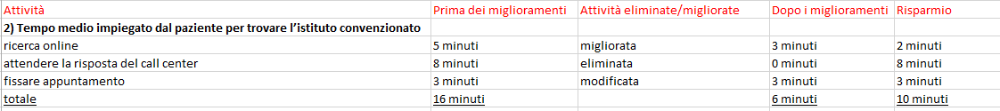 Attività Prima dei miglioramenti Attività eliminate/migliorate Dopo i miglioramenti Risparmio
2) Tempo medio impiegato dal paziente per trovare l'istituto convenzionato
ricerca online 5 minuti migliorata 3 minuti 2 minuti
attendere la risposta del call center 8 minuti eliminata 0 minuti 8 minuti
fissare appuntamento 3 minuti modificata 3 minuti 3 minuti
totale 16 minuti 6 minuti 10 minuti